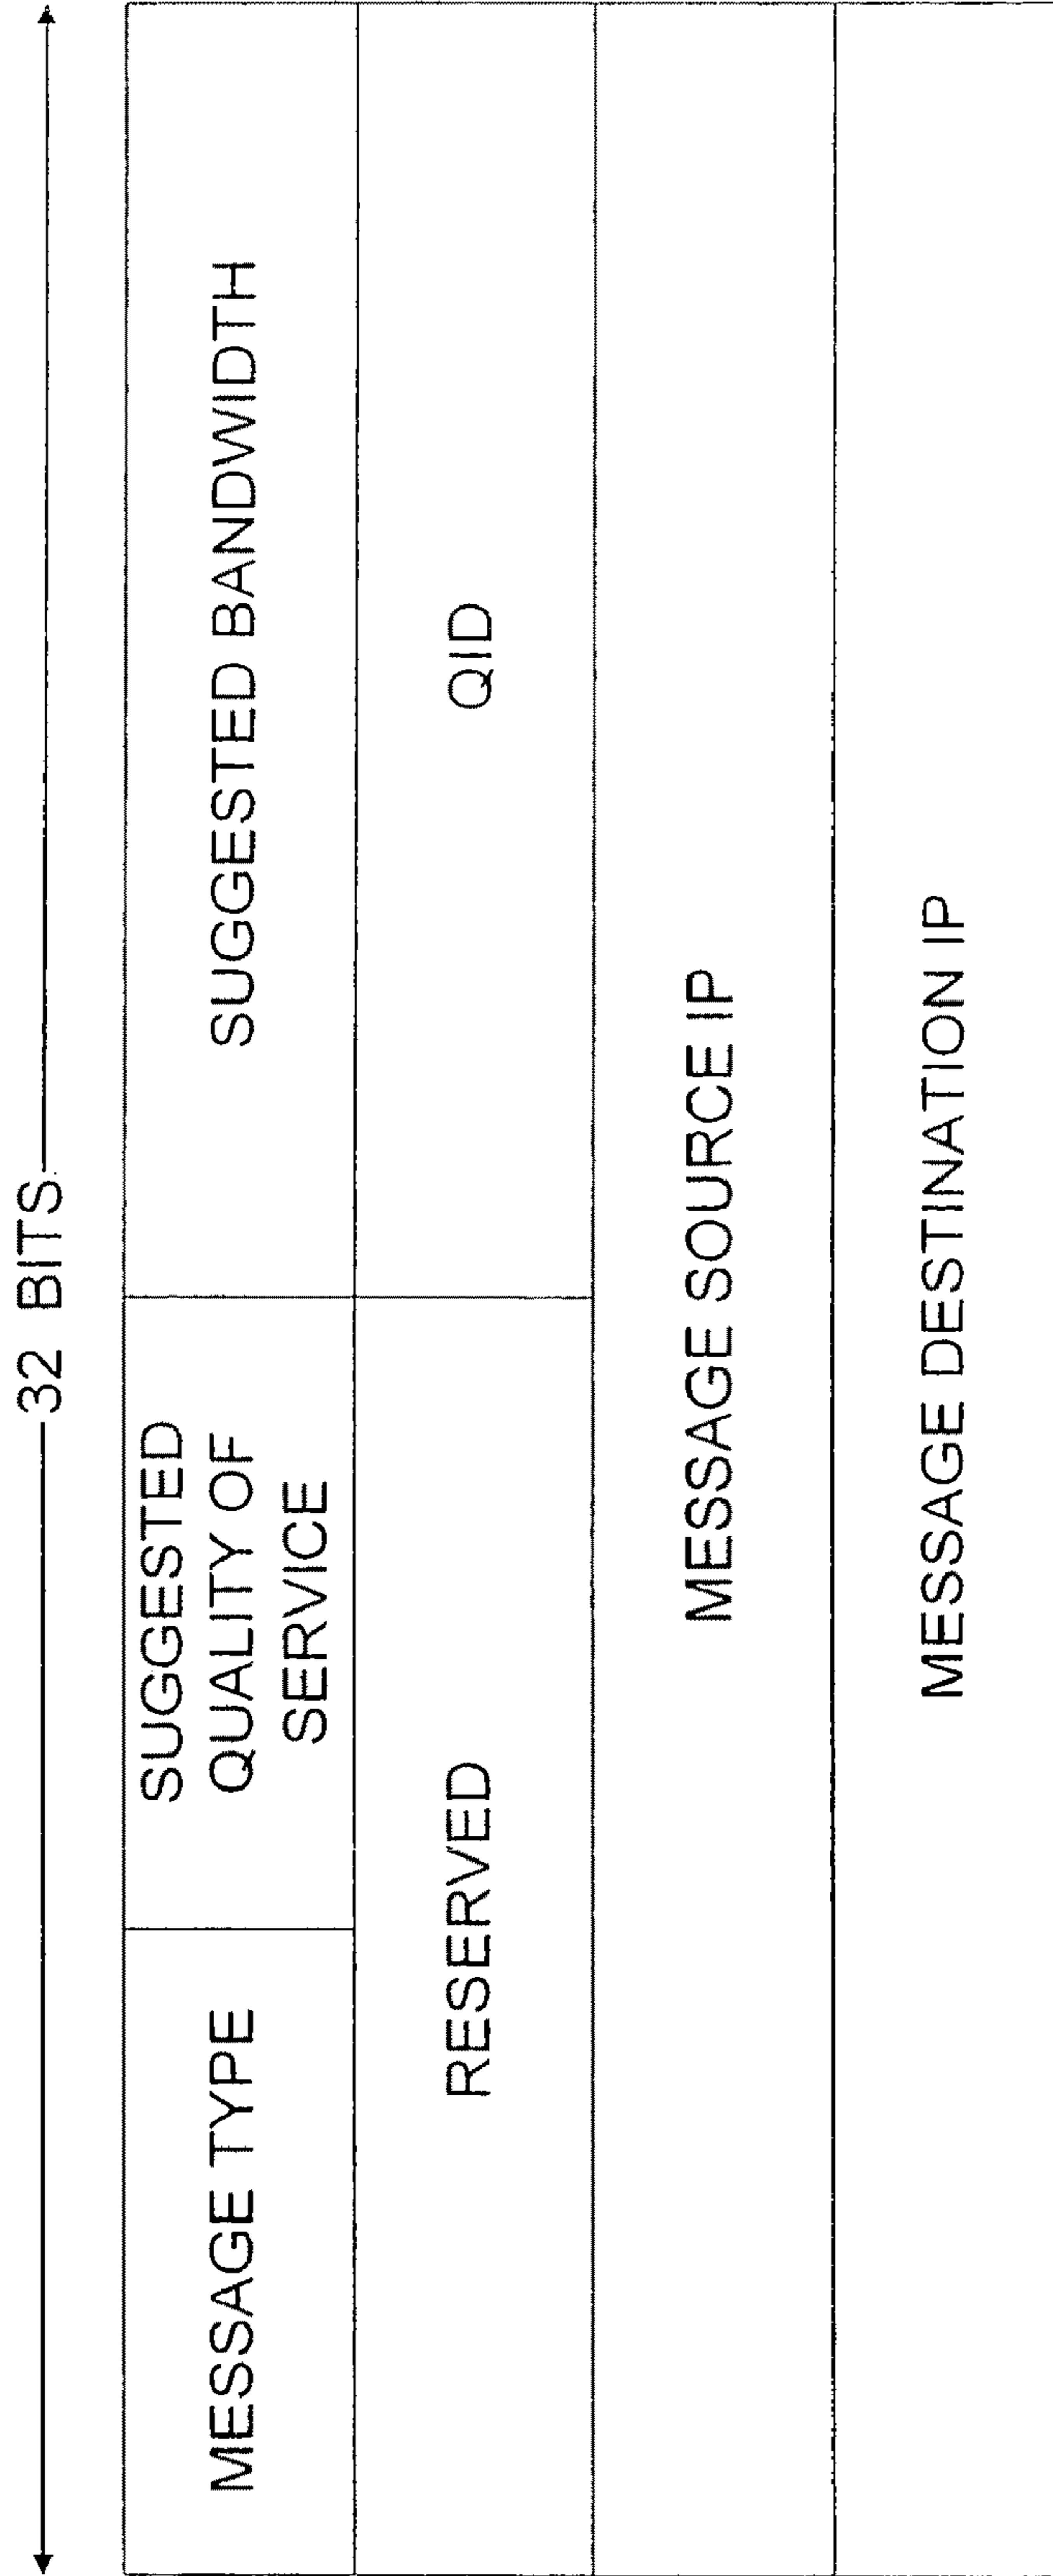 32 BITS
MESSAGE TYPE
SUGGESTED
QUALITY OF
SERVICE
SUGGESTED BANDWIDTH
RESERVED
QID
MESSAGE SOURCE IP
MESSAGE DESTINATION IP